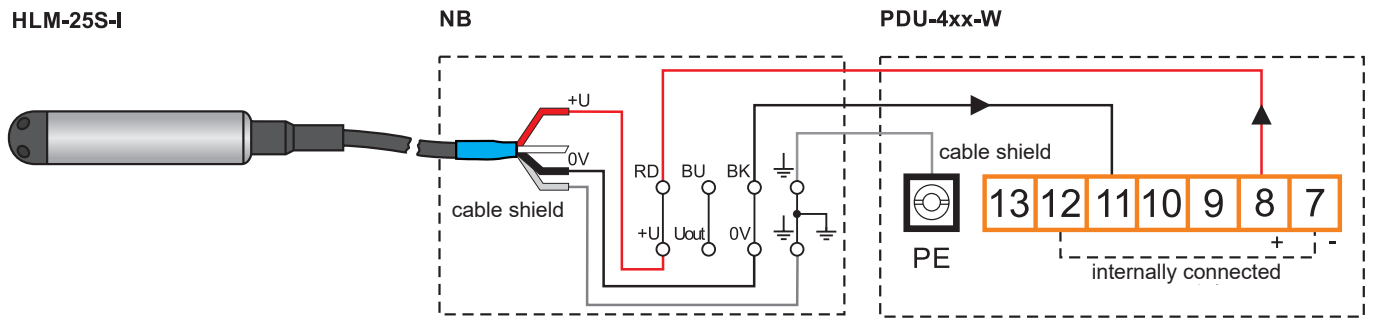 HLM-25S-I
NB
PDU-4xx-W
+U
0V
cable shield
RD BU BK
+U Uout 0V
cable shield
PE
13 12 11 10 9 8 7
+ -
internally connected